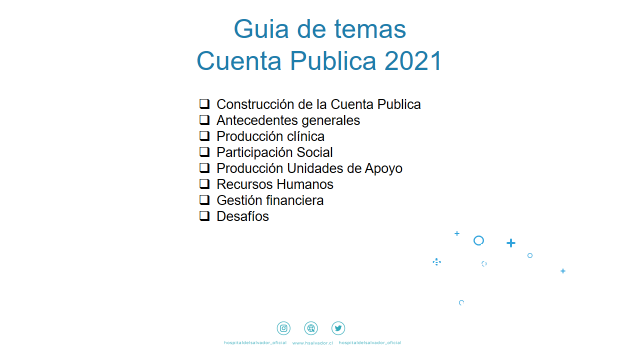 Guia de temas
Cuenta Publica 2021
❑ Construcción de la Cuenta Publica
❑ Antecedentes generales
❑ Producción clínica
❑ Participación Social
❑ Producción Unidades de Apoyo
❑ Recursos Humanos
❑ Gestión financiera
❑ Desafíos
hospitaldelsalvador_oficial www.hsalvador.cl hospitaldelsalvador_oficial